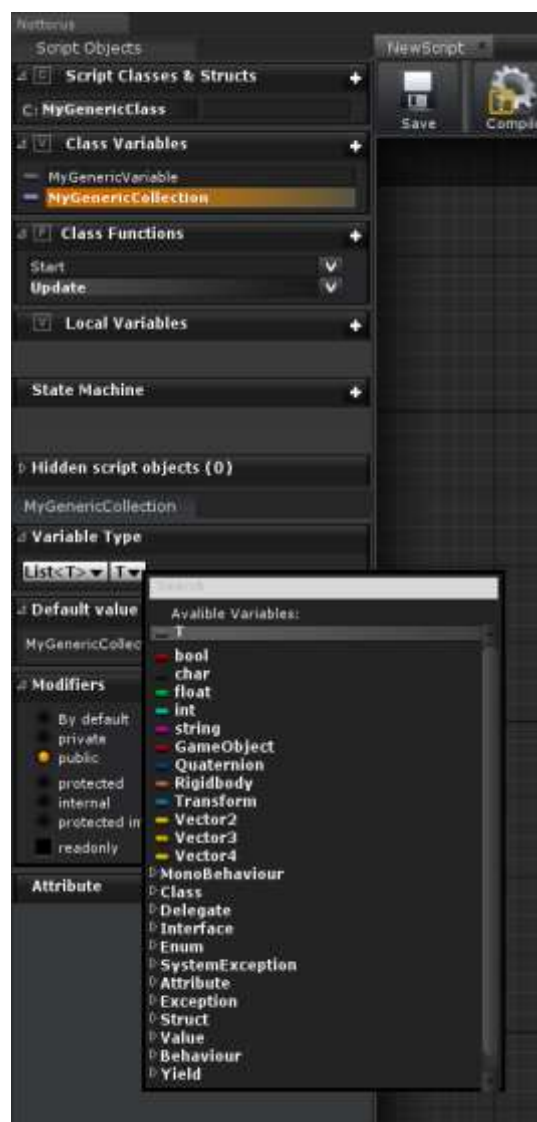 Nottorus
Script Objects
NewScript
C Script Classes & Structs
C: MyGenericClass
Save
Compile
V Class Variables
MyGenericVariable
MyGenericCollection
F Class Functions
Start V
Update V
V Local Variables
State Machine
Hidden script objects (0)
MyGenericCollection
Variable Type
List<T> T
Search
Default value
Avalible Variables:
T
MyGenericCollec
bool
Modifiers
char
float
By default
int
private
string
public
GameObject
Quaternion
protected
Rigidbody
internal
Transform
protected in
Vector2
readonly
Vector3
Vector4
MonoBehaviour
Attribute
Class
Delegate
Interface
Enum
SystemException
Attribute
Exception
Struct
Value
Behaviour
Yield